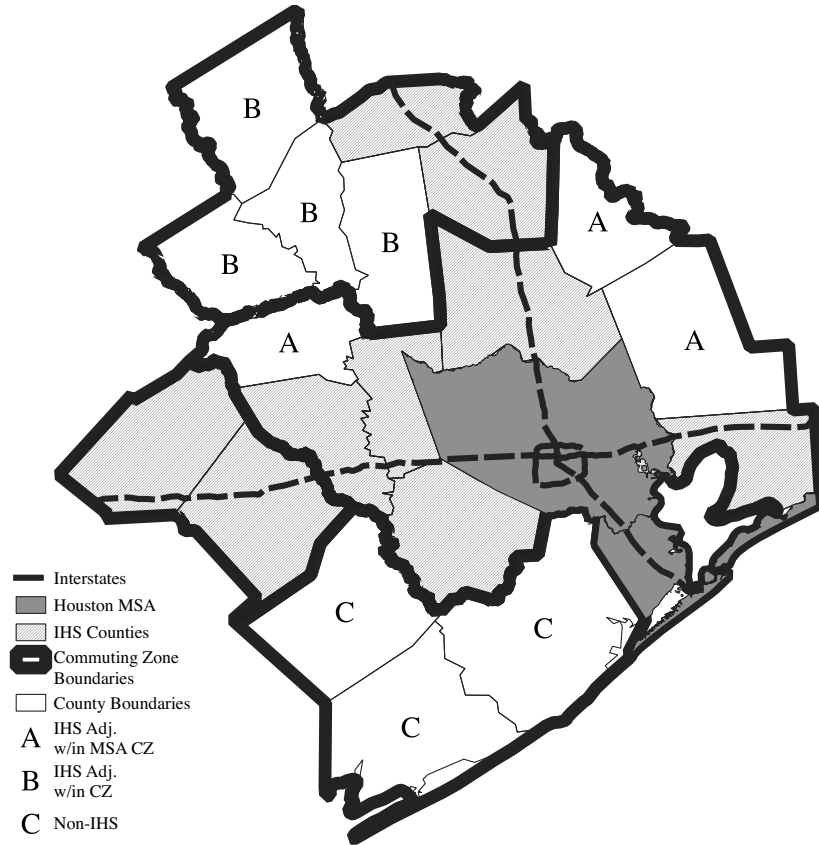 B
B
A
B
B
A
A
C
C
C
Interstates
Houston MSA
IHS Counties
Commuting Zone
Boundaries
County Boundaries
A IHS Adj.
w/in MSA CZ
B IHS Adj.
w/in CZ
C Non-IHS